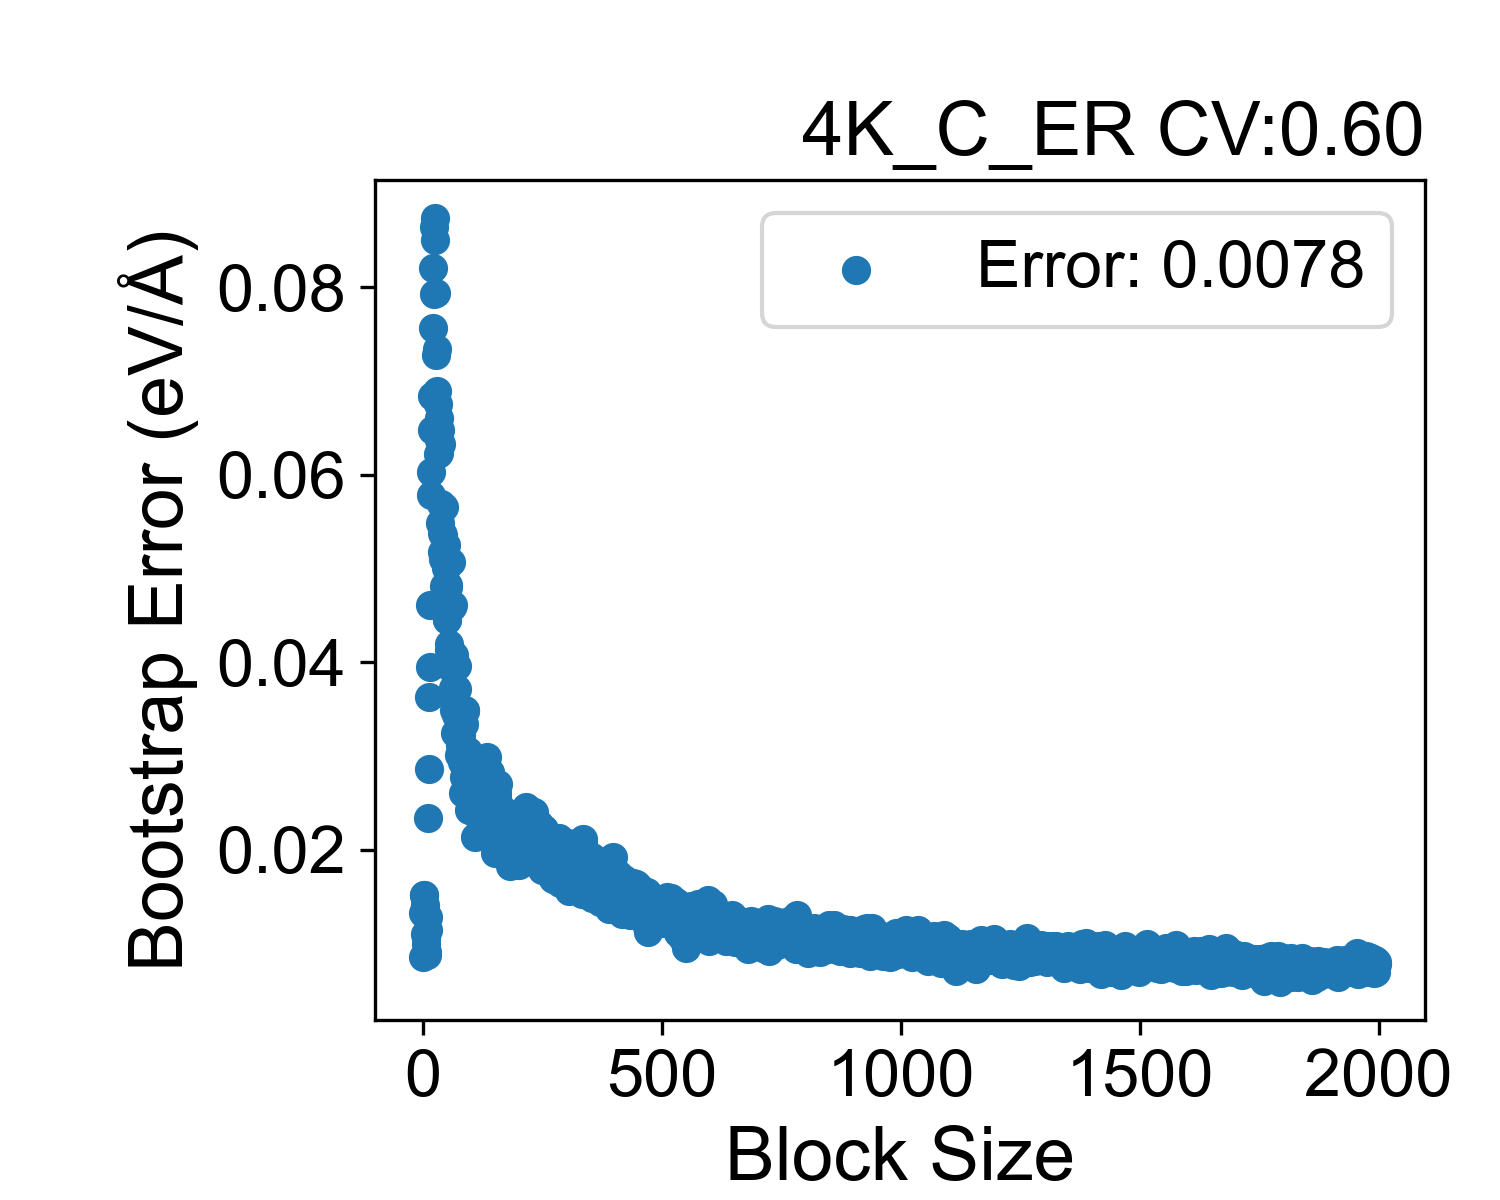 4K_C_ER CV:0.60
Error: 0.0078
Bootstrap Error (eV/Å)
0.08
0.06
0.04
0.02
0 500 1000 1500 2000
Block Size